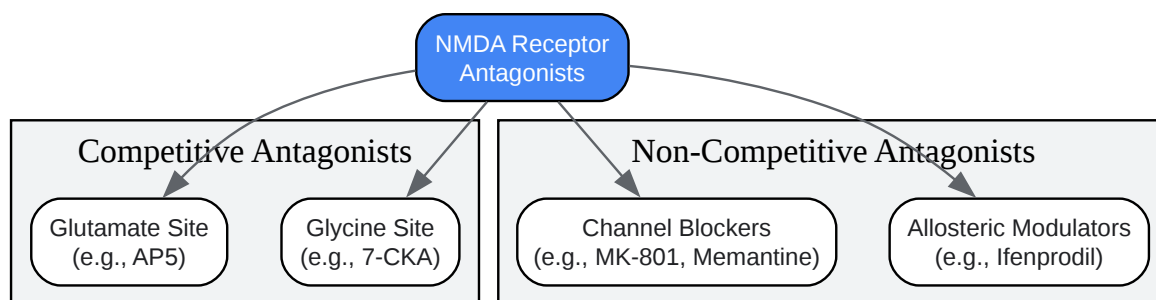 NMDA Receptor
Antagonists
Competitive Antagonists
Non-Competitive Antagonists
Glutamate Site
(e.g., AP5)
Glycine Site
(e.g., 7-CKA)
Channel Blockers
(e.g., MK-801, Memantine)
Allosteric Modulators
(e.g., Ifenprodil)